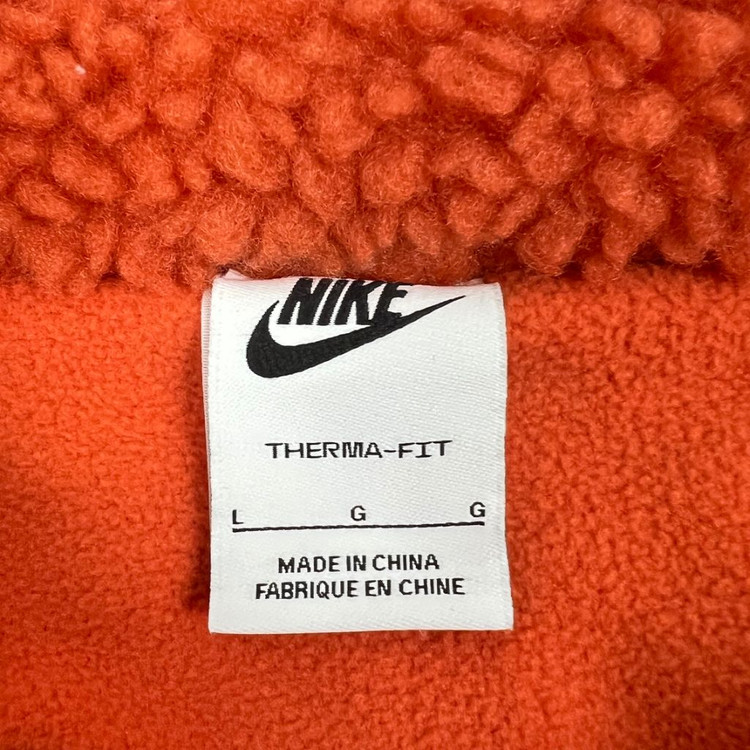 NIKE
THERMA-FIT
L G G
MADE IN CHINA
FABRIQUE EN CHINE